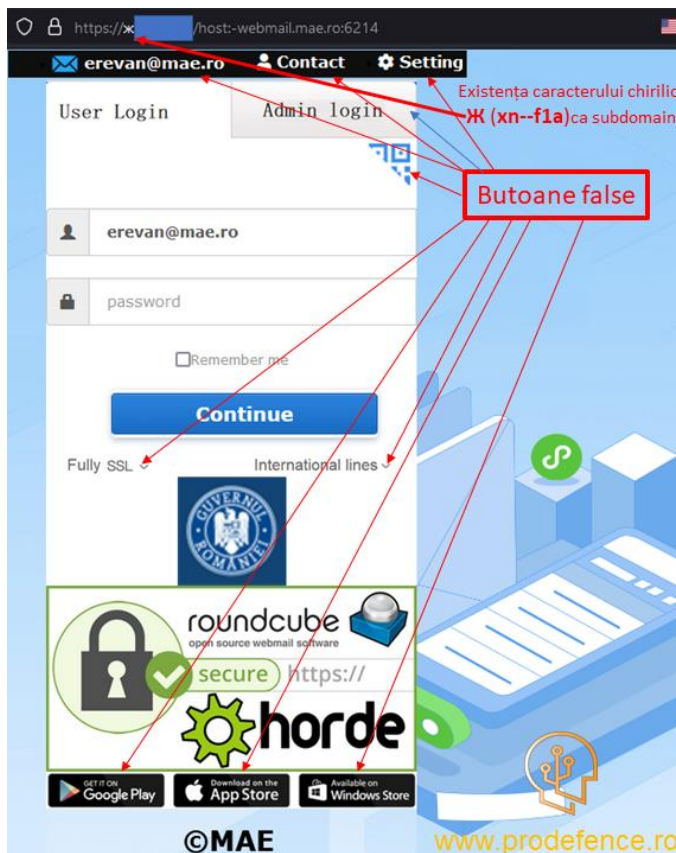 https://ж /host:-webmail.mae.ro:6214
erevan@mae.ro Contact Setting
Existența caracterului chirilic
Ж (xn--f1a)ca subdomain
User Login Admin login
Butoane false
erevan@mae.ro
password
Remember me
Continue
Fully SSL International lines
GUVERNUL
ROMÂNIEI
roundcube
open source webmail software
secure https://
horde
GET IT ON
Google Play
Download on the
App Store
Available on
Windows Store
©MAE
www.prodefence.ro